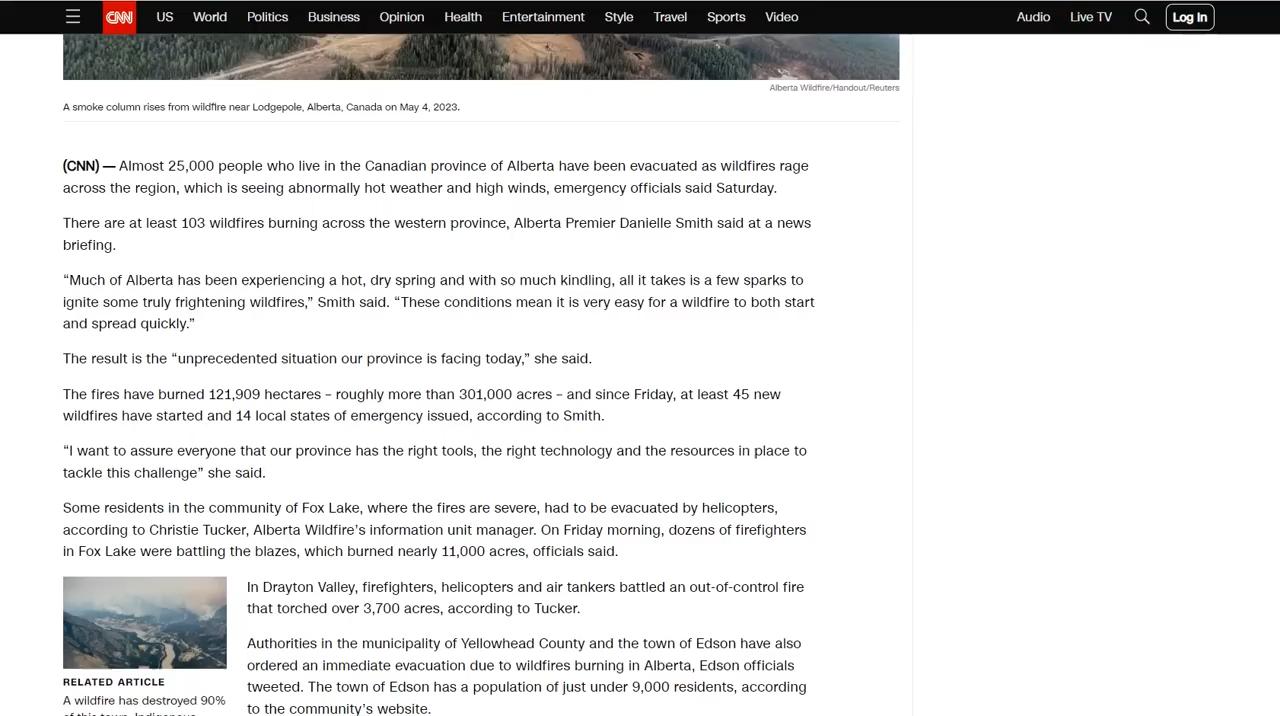 CNN US World Politics Business Opinion Health Entertainment Style Travel Sports Video Audio Live TV Log In
Alberta Wildfire/Handout/Reuters
A smoke column rises from wildfire near Lodgepole, Alberta, Canada on May 4, 2023.
(CNN) — Almost 25,000 people who live in the Canadian province of Alberta have been evacuated as wildfires rage
across the region, which is seeing abnormally hot weather and high winds, emergency officials said Saturday.
There are at least 103 wildfires burning across the western province, Alberta Premier Danielle Smith said at a news
briefing.
“Much of Alberta has been experiencing a hot, dry spring and with so much kindling, all it takes is a few sparks to
ignite some truly frightening wildfires,” Smith said. “These conditions mean it is very easy for a wildfire to both start
and spread quickly.”
The result is the “unprecedented situation our province is facing today,” she said.
The fires have burned 121,909 hectares – roughly more than 301,000 acres – and since Friday, at least 45 new
wildfires have started and 14 local states of emergency issued, according to Smith.
“I want to assure everyone that our province has the right tools, the right technology and the resources in place to
tackle this challenge” she said.
Some residents in the community of Fox Lake, where the fires are severe, had to be evacuated by helicopters,
according to Christie Tucker, Alberta Wildfire’s information unit manager. On Friday morning, dozens of firefighters
in Fox Lake were battling the blazes, which burned nearly 11,000 acres, officials said.
In Drayton Valley, firefighters, helicopters and air tankers battled an out-of-control fire
that torched over 3,700 acres, according to Tucker.
Authorities in the municipality of Yellowhead County and the town of Edson have also
ordered an immediate evacuation due to wildfires burning in Alberta, Edson officials
tweeted. The town of Edson has a population of just under 9,000 residents, according
to the community’s website.
RELATED ARTICLE
A wildfire has destroyed 90%
of this town. Indigenous